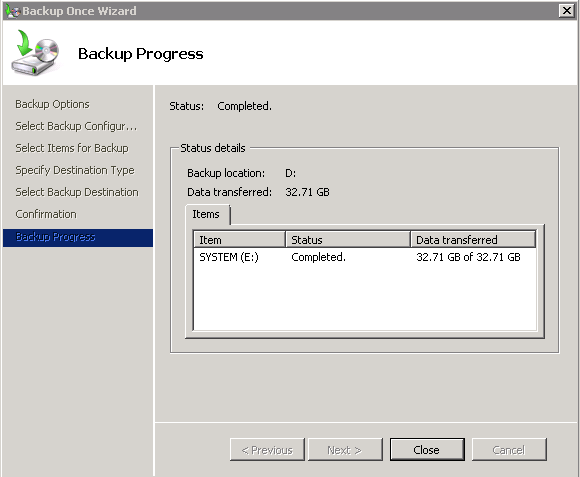 Backup Once Wizard
Backup Progress
Backup Options
Select Backup Configur...
Select Items for Backup
Specify Destination Type
Select Backup Destination
Confirmation
Backup Progress
Status: Completed.
Status details
Backup location: D:
Data transferred: 32.71 GB
Items
Item Status Data transferred
SYSTEM (E:) Completed. 32.71 GB of 32.71 GB
< Previous Next > Close Cancel